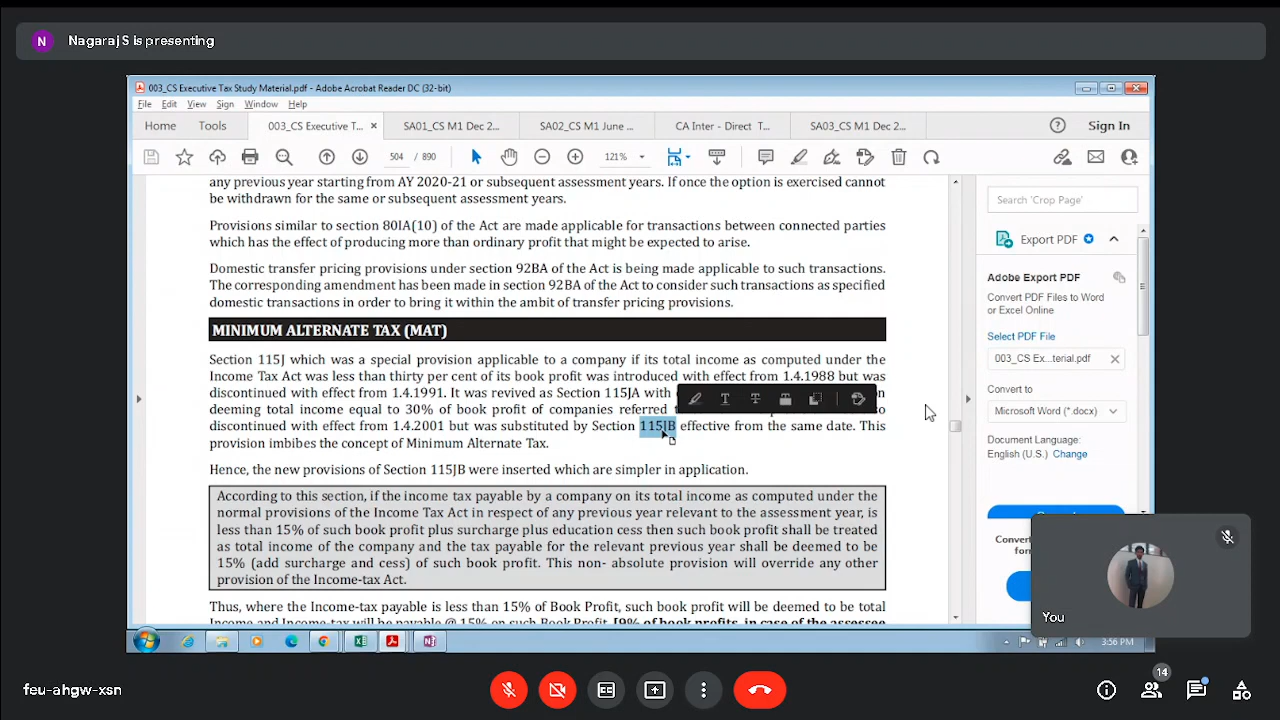 N
Nagaraj S is presenting
003_CS Executive Tax Study Material.pdf - Adobe Acrobat Reader DC (32-bit)
File Edit View Sign Window Help
Home Tools 003_CS Executive T... × SA01_CS M1 Dec 2... SA02_CS M1 June ... CA Inter - Direct T... SA03_CS M1 Dec 2... Sign In
504 / 890 121%
any previous year starting from AY 2020-21 or subsequent assessment years. If once the option is exercised cannot
be withdrawn for the same or subsequent assessment years.
Provisions similar to section 80IA(10) of the Act are made applicable for transactions between connected parties
which has the effect of producing more than ordinary profit that might be expected to arise.
Domestic transfer pricing provisions under section 92BA of the Act is being made applicable to such transactions.
The corresponding amendment has been made in section 92BA of the Act to consider such transactions as specified
domestic transactions in order to bring it within the ambit of transfer pricing provisions.
MINIMUM ALTERNATE TAX (MAT)
Section 115J which was a special provision applicable to a company if its total income as computed under the
Income Tax Act was less than thirty per cent of its book profit was introduced with effect from 1.4.1988 but was
discontinued with effect from 1.4.1991. It was revised as Section 115JA with
deeming total income equal to 30% of book profit of companies referred
discontinued with effect from 1.4.2001 but was substituted by Section 115JB effective from the same date. This
provision imbibes the concept of Minimum Alternate Tax.
Hence, the new provisions of Section 115JB were inserted which are simpler in application.
According to this section, if the income tax payable by a company on its total income as computed under the
normal provisions of the Income Tax Act in respect of any previous year relevant to the assessment year, is
less than 15% of such book profit plus surcharge plus education cess then such book profit shall be treated
as total income of the company and the tax payable for the relevant previous year shall be deemed to be
15% (add surcharge and cess) of such book profit. This non- absolute provision will override any other
provision of the Income-tax Act.
Thus, where the Income-tax payable is less than 15% of Book Profit, such book profit will be deemed to be total
Income and Income-tax will be payable @ 15% on such Book Profit. [9% of book profits, in case of the assessee
Search 'Crop Page'
Export PDF
Adobe Export PDF
Convert PDF Files to Word
or Excel Online
Select PDF File
003_CS Ex...terial.pdf ×
Convert to
Microsoft Word (*.docx)
Document Language:
English (U.S.) Change
You
3:56 PM
feu-ahgw-xsn
14